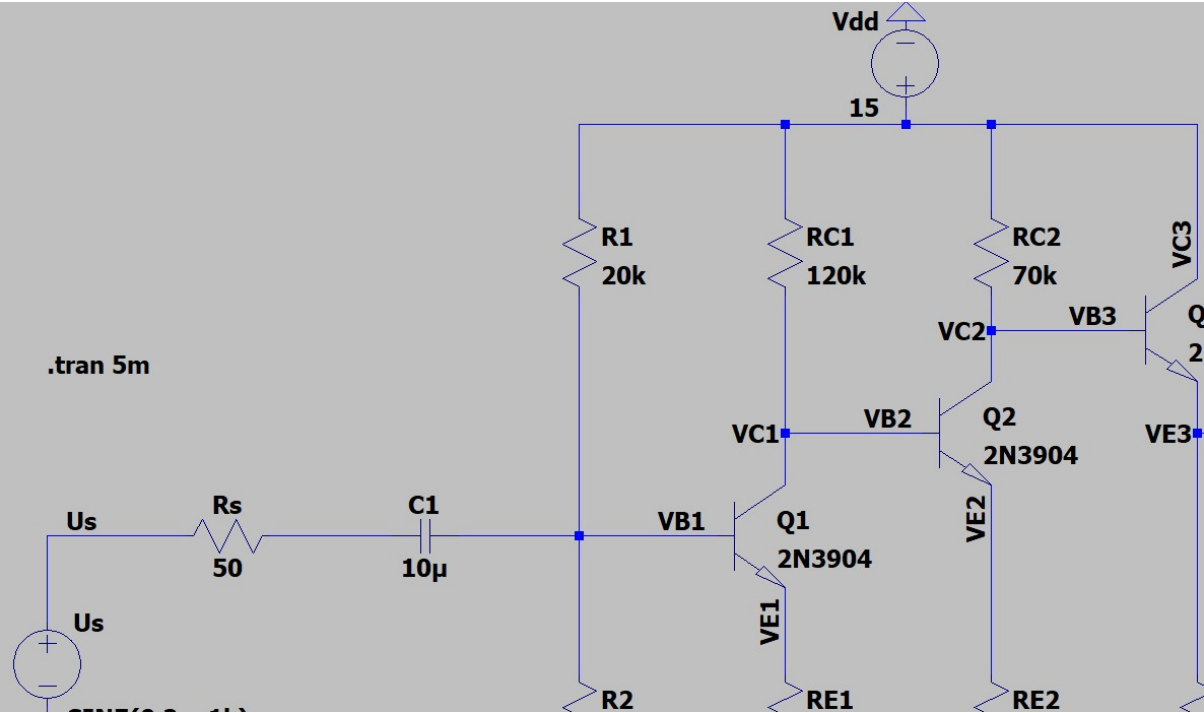 Vdd
15
R1
20k
RC1
120k
RC2
70k
VC3
VC2
VB3
Q
2
.tran 5m
VC1
VB2
Q2
2N3904
VE3
Us
Rs
50
C1
10µ
VB1
Q1
2N3904
VE2
VE1
Us
R2
RE1
RE2